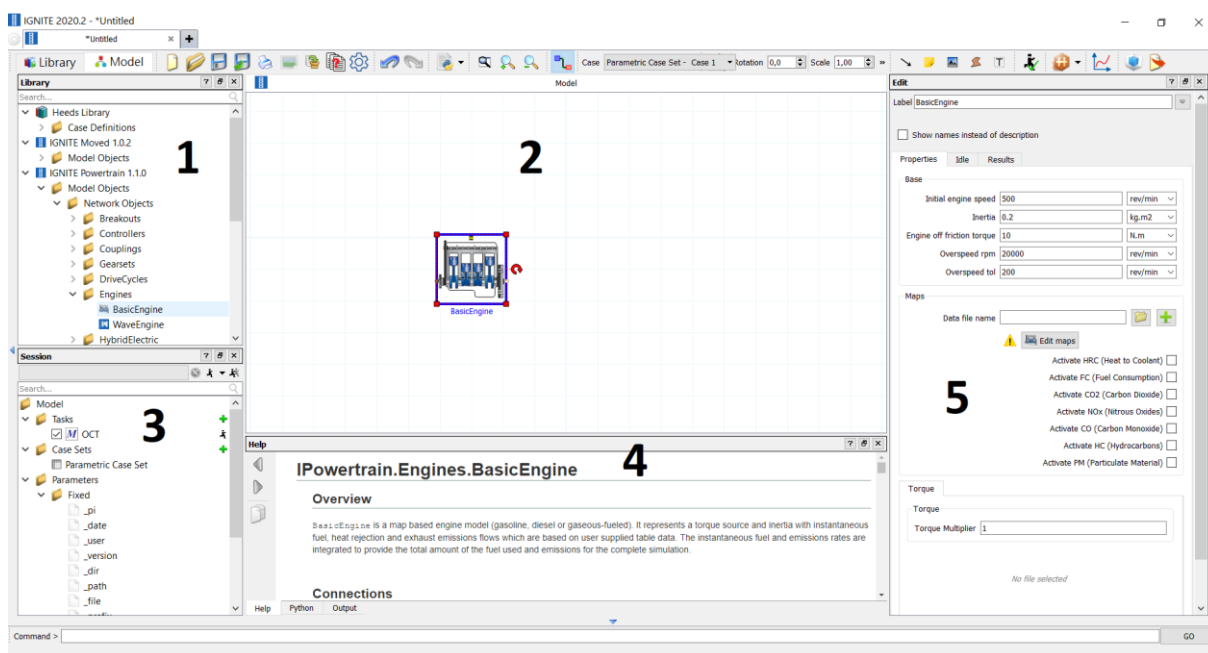 IGNITE 2020.2 - *Untitled
*Untitled
Library Model Case Parametric Case Set - Case 1 Rotation 0,0 Scale 1,00 »
Library
Search...
Heeds Library
Case Definitions
IGNITE Moved 1.0.2
Model Objects
IGNITE Powertrain 1.1.0
Model Objects
Network Objects
Breakouts
Controllers
Couplings
Gearsets
DriveCycles
Engines
BasicEngine
WaveEngine
HybridElectric
1
Session
Search...
Model
Tasks
OCT
Case Sets
Parametric Case Set
Parameters
Fixed
_pi
_date
_user
_version
_dir
_path
_file
3
Model
2
BasicEngine
Help
4
IPowertrain.Engines.BasicEngine
Overview
BasicEngine is a map based engine model (gasoline, diesel or gaseous-fueled). It represents a torque source and inertia with instantaneous
fuel, heat rejection and exhaust emissions flows which are based on user supplied table data. The instantaneous fuel and emissions rates are
integrated to provide the total amount of the fuel used and emissions for the complete simulation.
Connections
Help Python Output
Edit
Label BasicEngine
Show names instead of description
Properties Idle Results
Base
Initial engine speed 500 rev/min
Inertia 0.2 kg.m2
Engine off friction torque 10 N.m
Overspeed rpm 20000 rev/min
Overspeed tol 200 rev/min
Maps
Data file name
Edit maps
Activate HRC (Heat to Coolant)
Activate FC (Fuel Consumption)
Activate CO2 (Carbon Dioxide)
Activate NOx (Nitrous Oxides)
Activate CO (Carbon Monoxide)
Activate HC (Hydrocarbons)
Activate PM (Particulate Material)
5
Torque
Torque
Torque Multiplier 1
No file selected
Command > GO